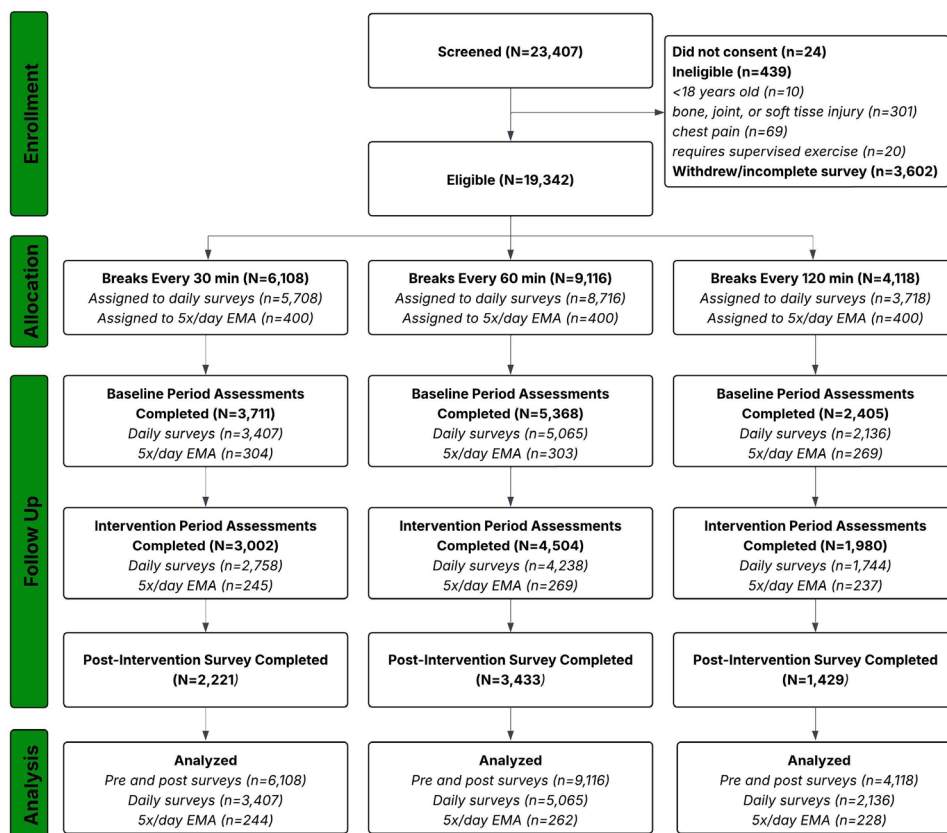 Enrollment
Screened (N=23,407)
Did not consent (n=24)
Ineligible (n=439)
<18 years old (n=10)
bone, joint, or soft tisse injury (n=301)
chest pain (n=69)
requires supervised exercise (n=20)
Withdrew/incomplete survey (n=3,602)
Eligible (N=19,342)
Allocation
Breaks Every 30 min (N=6,108)
Assigned to daily surveys (n=5,708)
Assigned to 5x/day EMA (n=400)
Breaks Every 60 min (N=9,116)
Assigned to daily surveys (n=8,716)
Assigned to 5x/day EMA (n=400)
Breaks Every 120 min (N=4,118)
Assigned to daily surveys (n=3,718)
Assigned to 5x/day EMA (n=400)
Follow Up
Baseline Period Assessments
Completed (N=3,711)
Daily surveys (n=3,407)
5x/day EMA (n=304)
Baseline Period Assessments
Completed (N=5,368)
Daily surveys (n=5,065)
5x/day EMA (n=303)
Baseline Period Assessments
Completed (N=2,405)
Daily surveys (n=2,136)
5x/day EMA (n=269)
Intervention Period Assessments
Completed (N=3,002)
Daily surveys (n=2,758)
5x/day EMA (n=245)
Intervention Period Assessments
Completed (N=4,504)
Daily surveys (n=4,238)
5x/day EMA (n=269)
Intervention Period Assessments
Completed (N=1,980)
Daily surveys (n=1,744)
5x/day EMA (n=237)
Post-Intervention Survey Completed
(N=2,221)
Post-Intervention Survey Completed
(N=3,433)
Post-Intervention Survey Completed
(N=1,429)
Analysis
Analyzed
Pre and post surveys (n=6,108)
Daily surveys (n=3,407)
5x/day EMA (n=244)
Analyzed
Pre and post surveys (n=9,116)
Daily surveys (n=5,065)
5x/day EMA (n=262)
Analyzed
Pre and post surveys (n=4,118)
Daily surveys (n=2,136)
5x/day EMA (n=228)